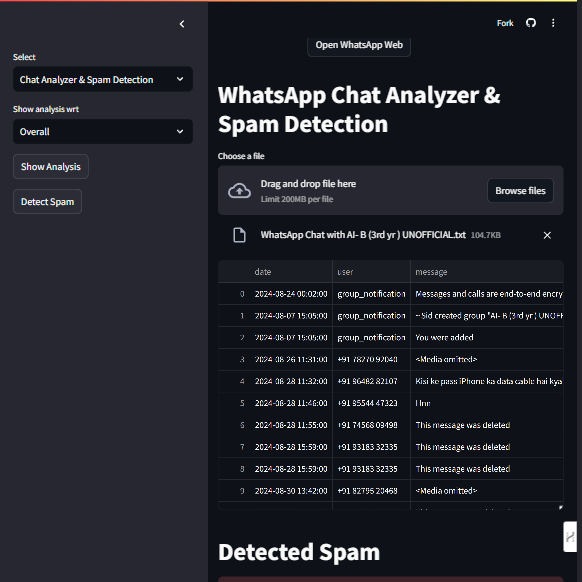 Fork
Open WhatsApp Web
Select
Chat Analyzer & Spam Detection
Show analysis wrt
Overall
Show Analysis
Detect Spam
WhatsApp Chat Analyzer &
Spam Detection
Choose a file
Drag and drop file here
Limit 200MB per file
Browse files
WhatsApp Chat with AI- B (3rd yr ) UNOFFICIAL.txt 104.7KB
date user message
0 2024-08-24 00:02:00 group_notification Messages and calls are end-to-end encry
1 2024-08-07 15:05:00 group_notification ~ Sid created group "AI- B (3rd yr ) UNOFF
2 2024-08-07 15:05:00 group_notification You were added
3 2024-08-26 11:31:00 +91 78270 92040 <Media omitted>
4 2024-08-28 11:32:00 +91 96482 82107 Kisi ke pass iPhone ka data cable hai kya
5 2024-08-28 11:46:00 +91 95544 47323
6 2024-08-28 11:55:00 +91 74568 09498 This message was deleted
7 2024-08-28 15:59:00 +91 93183 32335 This message was deleted
8 2024-08-28 15:59:00 +91 93183 32335 This message was deleted
9 2024-08-30 13:42:00 +91 82795 20468 <Media omitted>
Detected Spam